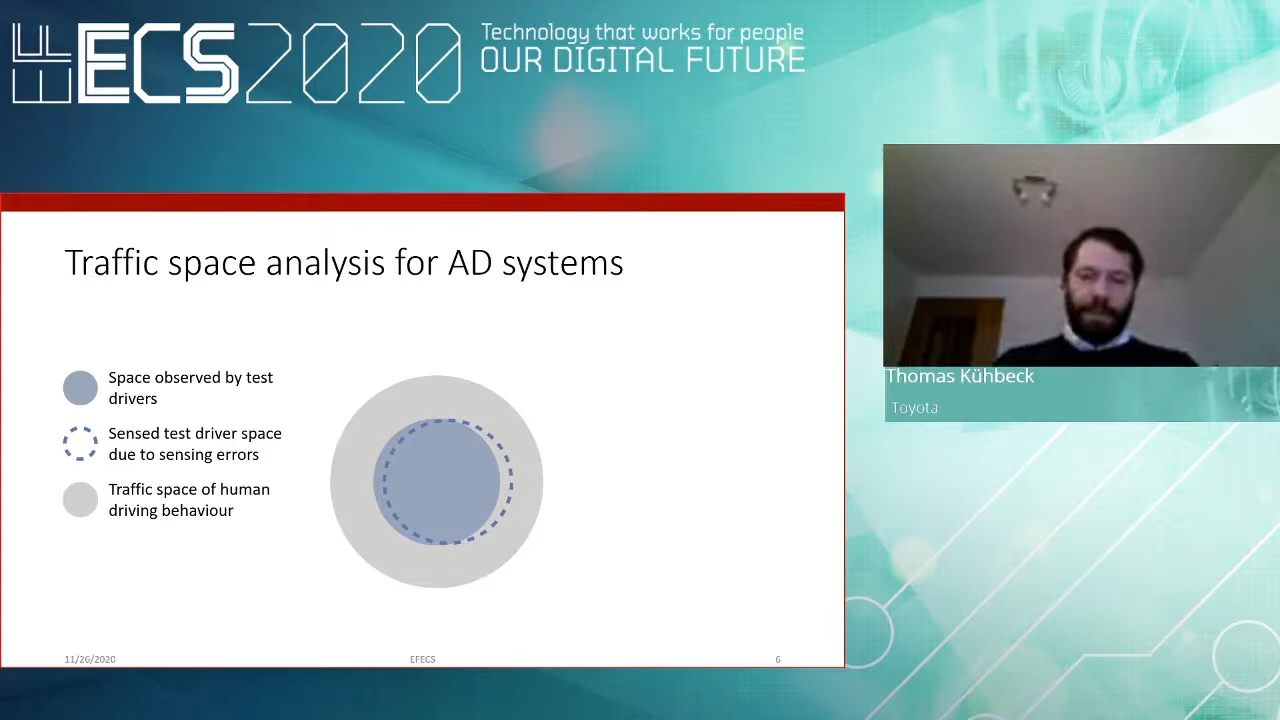 EFECS2020
Technology that works for people
OUR DIGITAL FUTURE
Traffic space analysis for AD systems
Space observed by test
drivers
Sensed test driver space
due to sensing errors
Traffic space of human
driving behaviour
11/26/2020
EFECS
6
Thomas Kühbeck
Toyota